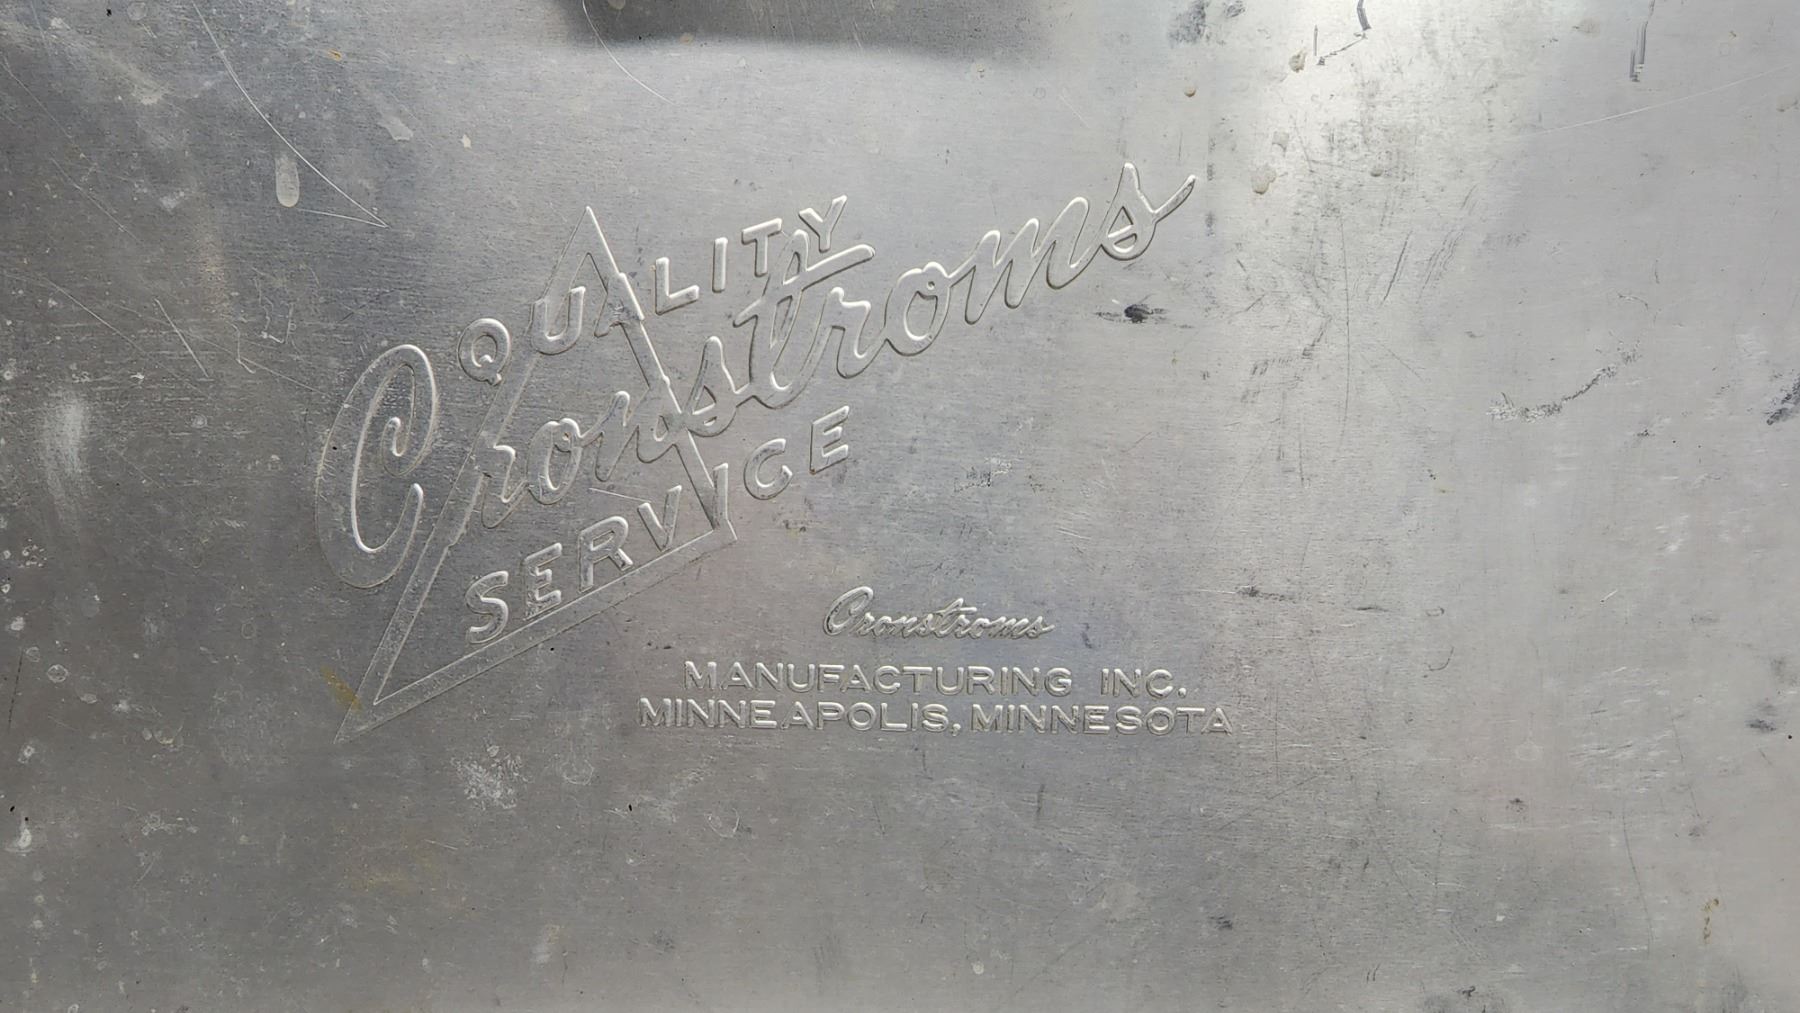 QUALITY
Cronstroms
SERVICE
Cronstroms
MANUFACTURING INC.
MINNEAPOLIS, MINNESOTA